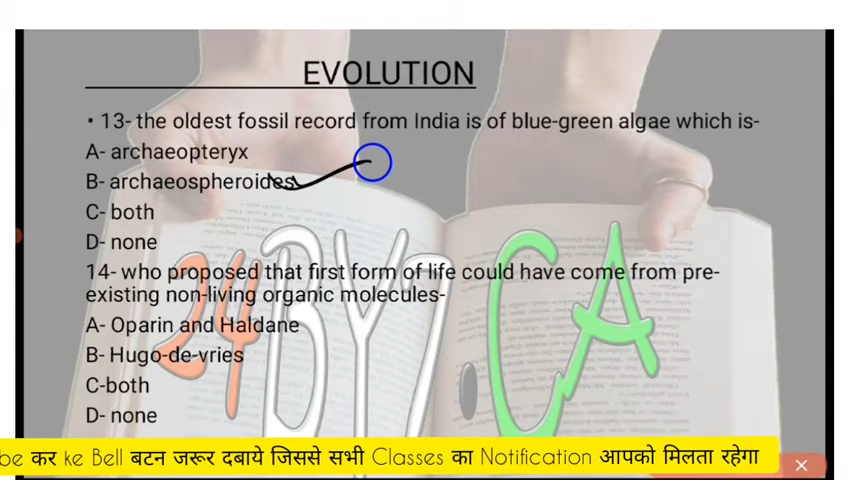 EVOLUTION
• 13- the oldest fossil record from India is of blue-green algae which is-
A- archaeopteryx
B- archaeospheroides
C- both
D- none
14- who proposed that first form of life could have come from pre-
existing non-living organic molecules-
A- Oparin and Haldane
B- Hugo-de-vries
C-both
D- none
24 BY 7 CA
be कर ke Bell बटन जरूर दबाये जिससे सभी Classes का Notification आपको मिलता रहेगा